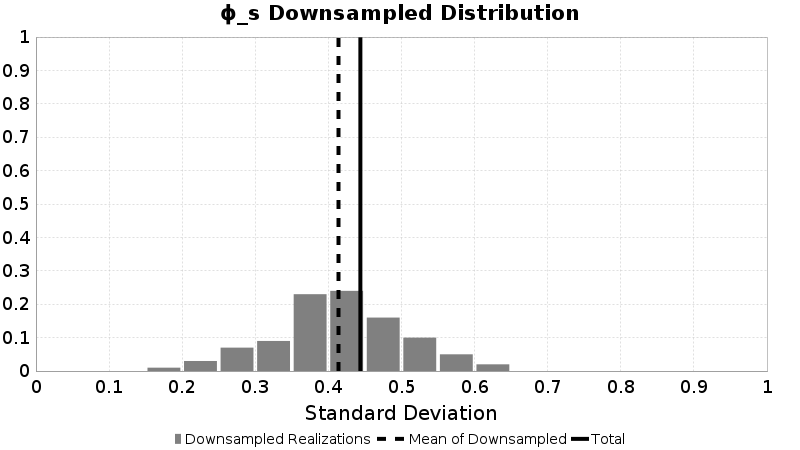 ϕ_s Downsampled Distribution
1
0.9
0.8
0.7
0.6
0.5
0.4
0.3
0.2
0.1
0
0 0.1 0.2 0.3 0.4 0.5 0.6 0.7 0.8 0.9 1
Standard Deviation
Downsampled Realizations Mean of Downsampled Total